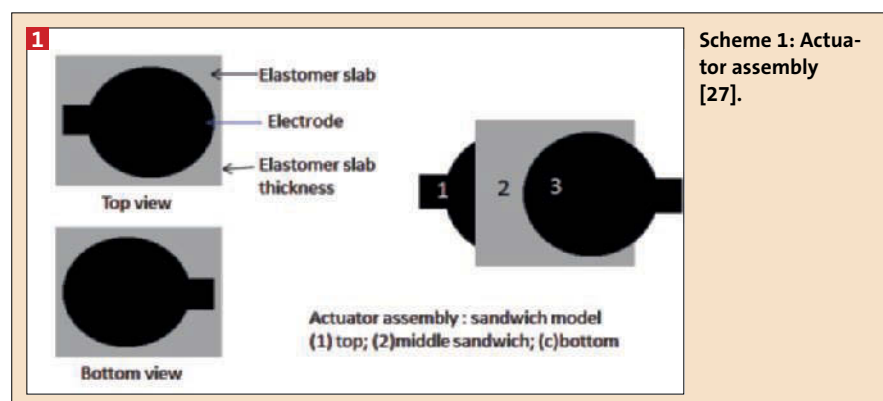 1
Scheme 1: Actua-
tor assembly
[27].
Elastomer slab
Electrode
Elastomer slab
thickness
Top view
Bottom view
1
2
3
Actuator assembly : sandwich model
(1) top; (2)middle sandwich; (c)bottom